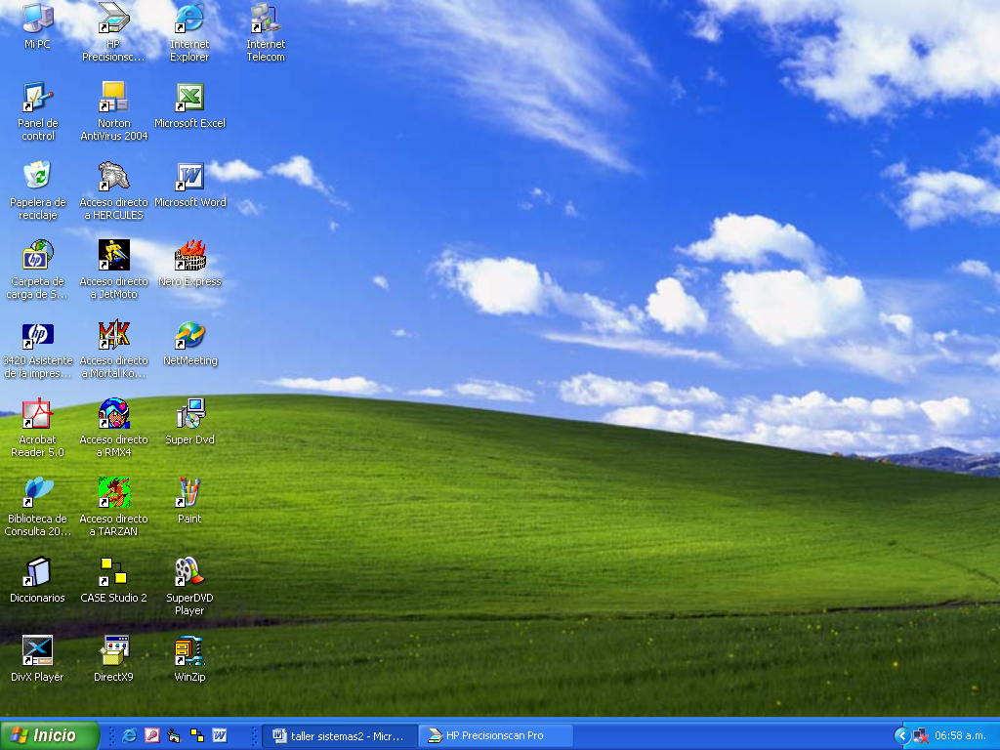 Mi PC
HP
Precisionsc...
Internet
Explorer
Internet
Telecom
Panel de
control
Norton
AntiVirus 2004
Microsoft Excel
Papelera de
reciclaje
Acceso directo
a HERCULES
Microsoft Word
Carpeta de
carga de S...
Acceso directo
a JetMoto
Nero Express
3420 Asistente
de la impres...
Acceso directo
a Mortal Ko...
NetMeeting
Acrobat
Reader 5.0
Acceso directo
a RMX4
Super Dvd
Biblioteca de
Consulta 20...
Acceso directo
a TARZAN
Paint
Diccionarios
CASE Studio 2
SuperDVD
Player
DivX Player
DirectX9
WinZip
Inicio
taller sistemas2 - Micr...
HP Precisionscan Pro
06:58 a.m.